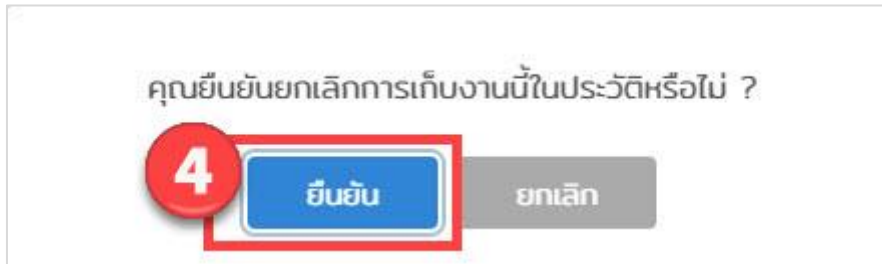 คุณยืนยันยกเลิกการเก็บงานนี้ในประวัติหรือไม่ ?
4 ยืนยัน ยกเลิก